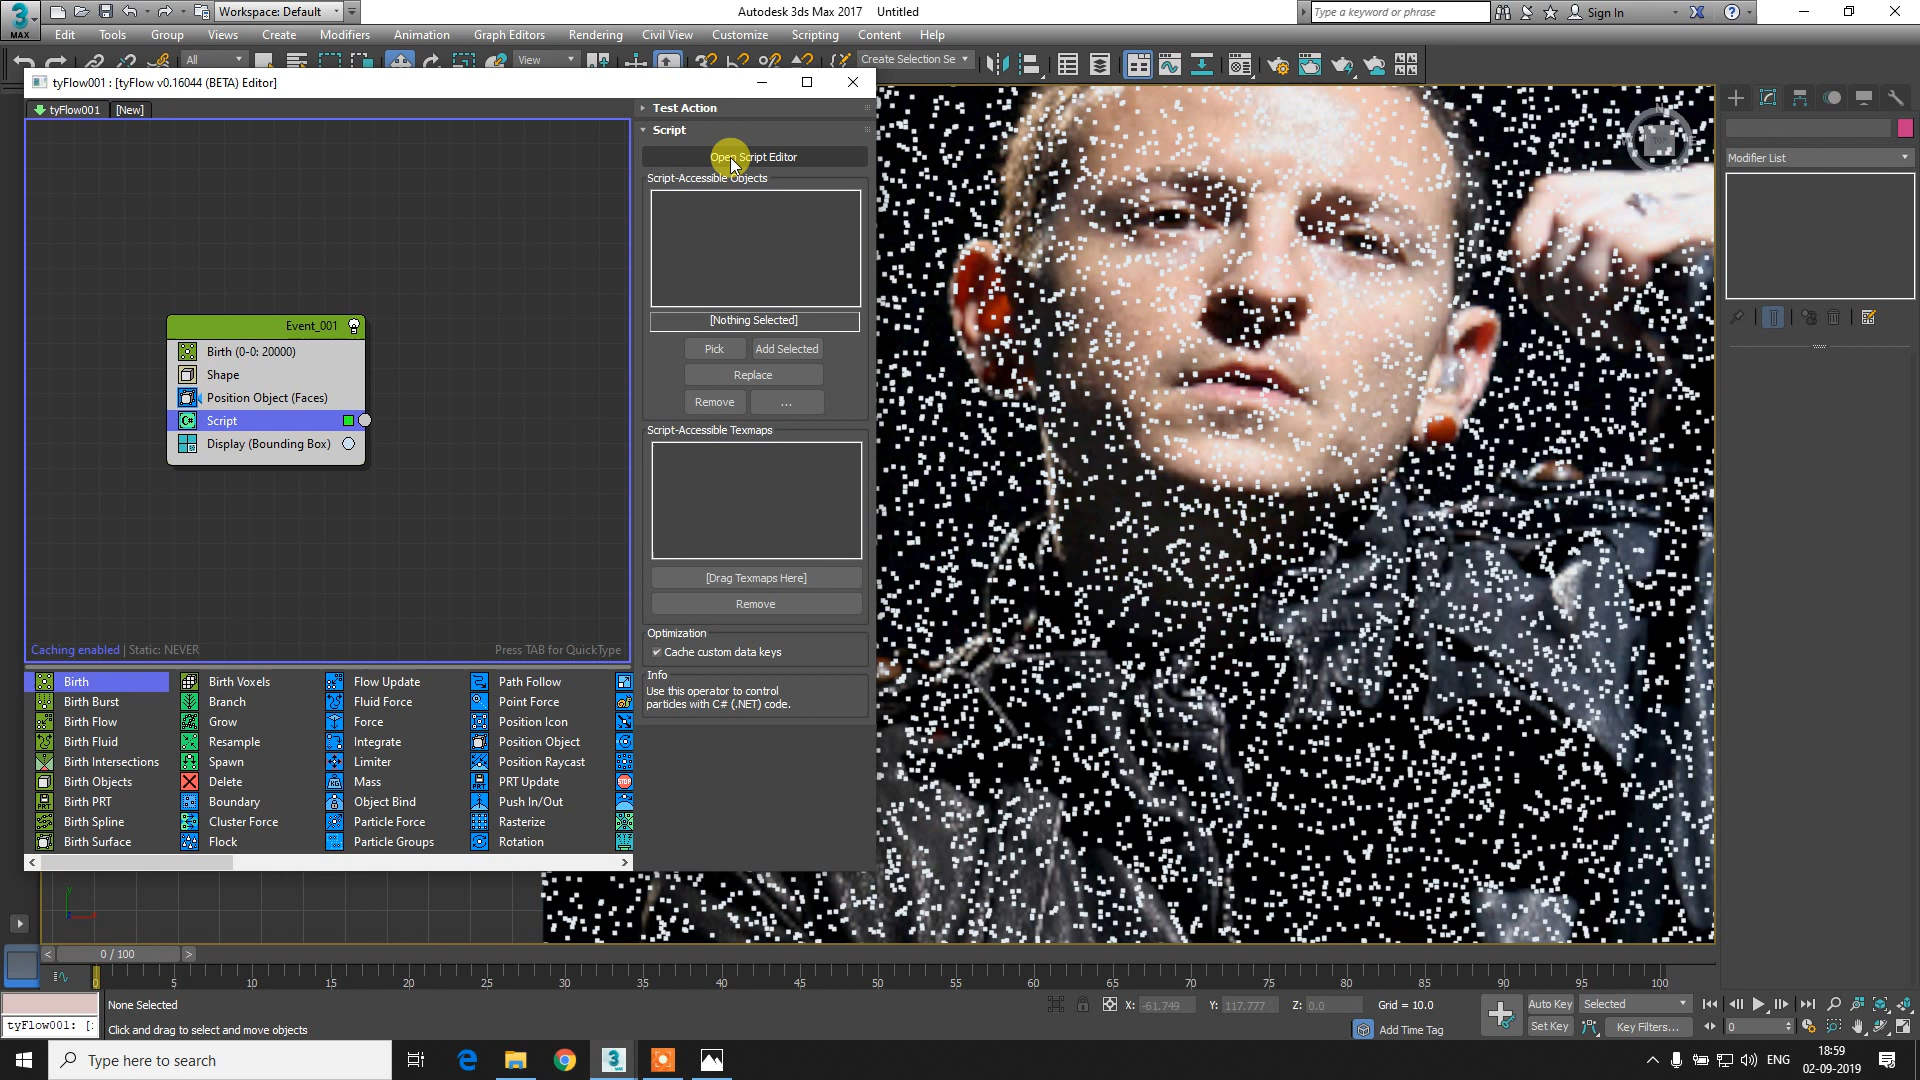 Workspace: Default
Autodesk 3ds Max 2017    Untitled
Type a keyword or phrase
Sign In
MAX
Edit
Tools
Group
Views
Create
Modifiers
Animation
Graph Editors
Rendering
Civil View
Customize
Scripting
Content
Help
All
View
Create Selection Se
tyFlow001 : [tyFlow v0.16044 (BETA) Editor]
tyFlow001
[New]
Event_001
Birth (0-0: 20000)
Shape
Position Object (Faces)
C#
Script
Display (Bounding Box)
Caching enabled | Static: NEVER
Press TAB for QuickType
Test Action
Script
Open Script Editor
Script-Accessible Objects
[Nothing Selected]
Pick
Add Selected
Replace
Remove
...
Script-Accessible Texmaps
[Drag Texmaps Here]
Remove
Optimization
Cache custom data keys
Info
Use this operator to control
particles with C# (.NET) code.
Birth
Birth Burst
Birth Flow
Birth Fluid
Birth Intersections
Birth Objects
Birth PRT
Birth Spline
Birth Surface
Birth Voxels
Branch
Grow
Resample
Spawn
Delete
Boundary
Cluster Force
Flock
Flow Update
Fluid Force
Force
Integrate
Limiter
Mass
Object Bind
Particle Force
Particle Groups
Path Follow
Point Force
Position Icon
Position Object
Position Raycast
PRT Update
Push In/Out
Rasterize
Rotation
Modifier List
0 / 100
0
5
10
15
20
25
30
35
40
45
50
55
60
65
70
75
80
85
90
95
100
None Selected
Click and drag to select and move objects
tyFlow001: [:
X: -61.749
Y: 117.777
Z: 0.0
Grid = 10.0
Add Time Tag
Auto Key
Selected
Set Key
Key Filters...
0
Type here to search
ENG
18:59
02-09-2019